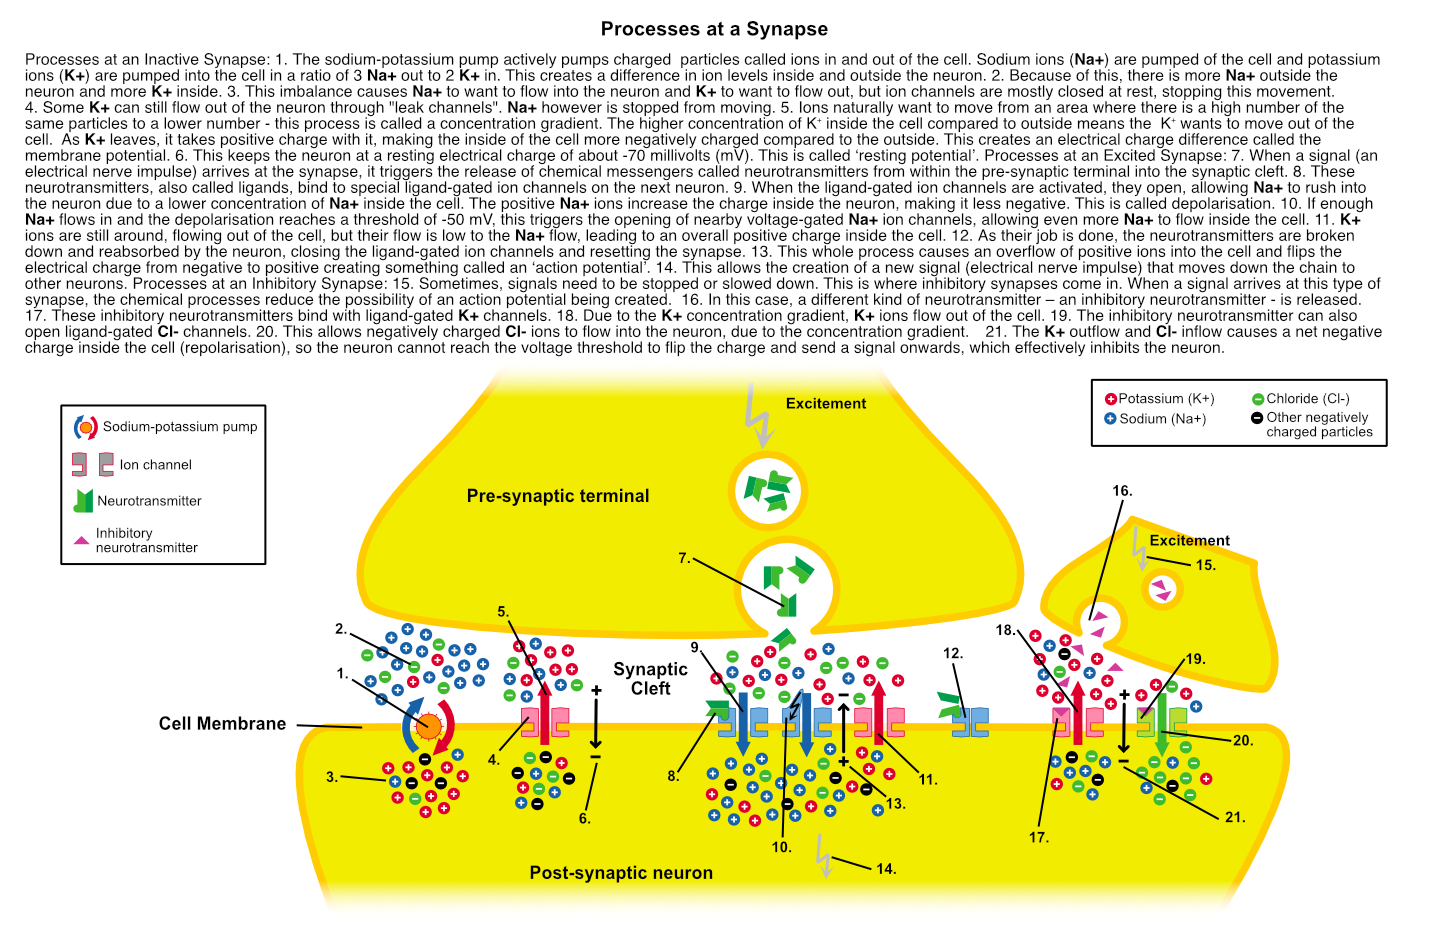 Processes at a Synapse
Processes at an Inactive Synapse: 1. The sodium-potassium pump actively pumps charged  particles called ions in and out of the cell. Sodium ions (Na+) are pumped of the cell and potassium
ions (K+) are pumped into the cell in a ratio of 3 Na+ out to 2 K+ in. This creates a difference in ion levels inside and outside the neuron. 2. Because of this, there is more Na+ outside the
neuron and more K+ inside. 3. This imbalance causes Na+ to want to flow into the neuron and K+ to want to flow out, but ion channels are mostly closed at rest, stopping this movement.
4. Some K+ can still flow out of the neuron through "leak channels". Na+ however is stopped from moving. 5. Ions naturally want to move from an area where there is a high number of the
same particles to a lower number - this process is called a concentration gradient. The higher concentration of K⁺ inside the cell compared to outside means the  K⁺ wants to move out of the
cell.  As K+ leaves, it takes positive charge with it, making the inside of the cell more negatively charged compared to the outside. This creates an electrical charge difference called the
membrane potential. 6. This keeps the neuron at a resting electrical charge of about -70 millivolts (mV). This is called ‘resting potential’. Processes at an Excited Synapse: 7. When a signal (an
electrical nerve impulse) arrives at the synapse, it triggers the release of chemical messengers called neurotransmitters from within the pre-synaptic terminal into the synaptic cleft. 8. These
neurotransmitters, also called ligands, bind to special ligand-gated ion channels on the next neuron. 9. When the ligand-gated ion channels are activated, they open, allowing Na+ to rush into
the neuron due to a lower concentration of Na+ inside the cell. The positive Na+ ions increase the charge inside the neuron, making it less negative. This is called depolarisation. 10. If enough
Na+ flows in and the depolarisation reaches a threshold of -50 mV, this triggers the opening of nearby voltage-gated Na+ ion channels, allowing even more Na+ to flow inside the cell. 11. K+
ions are still around, flowing out of the cell, but their flow is low to the Na+ flow, leading to an overall positive charge inside the cell. 12. As their job is done, the neurotransmitters are broken
down and reabsorbed by the neuron, closing the ligand-gated ion channels and resetting the synapse. 13. This whole process causes an overflow of positive ions into the cell and flips the
electrical charge from negative to positive creating something called an ‘action potential’. 14. This allows the creation of a new signal (electrical nerve impulse) that moves down the chain to
other neurons. Processes at an Inhibitory Synapse: 15. Sometimes, signals need to be stopped or slowed down. This is where inhibitory synapses come in. When a signal arrives at this type of
synapse, the chemical processes reduce the possibility of an action potential being created.  16. In this case, a different kind of neurotransmitter – an inhibitory neurotransmitter - is released.
17. These inhibitory neurotransmitters bind with ligand-gated K+ channels. 18. Due to the K+ concentration gradient, K+ ions flow out of the cell. 19. The inhibitory neurotransmitter can also
open ligand-gated Cl- channels. 20. This allows negatively charged Cl- ions to flow into the neuron, due to the concentration gradient.   21. The K+ outflow and Cl- inflow causes a net negative
charge inside the cell (repolarisation), so the neuron cannot reach the voltage threshold to flip the charge and send a signal onwards, which effectively inhibits the neuron.
Sodium-potassium pump
Ion channel
Neurotransmitter
Inhibitory
neurotransmitter
Excitement
Pre-synaptic terminal
Potassium (K+)
Sodium (Na+)
Chloride (Cl-)
Other negatively
charged particles
16.
Excitement
15.
7.
5.
2.
1.
Synaptic
Cleft
9.
12.
18.
19.
Cell Membrane
4.
3.
6.
8.
10.
11.
13.
14.
17.
20.
21.
Post-synaptic neuron